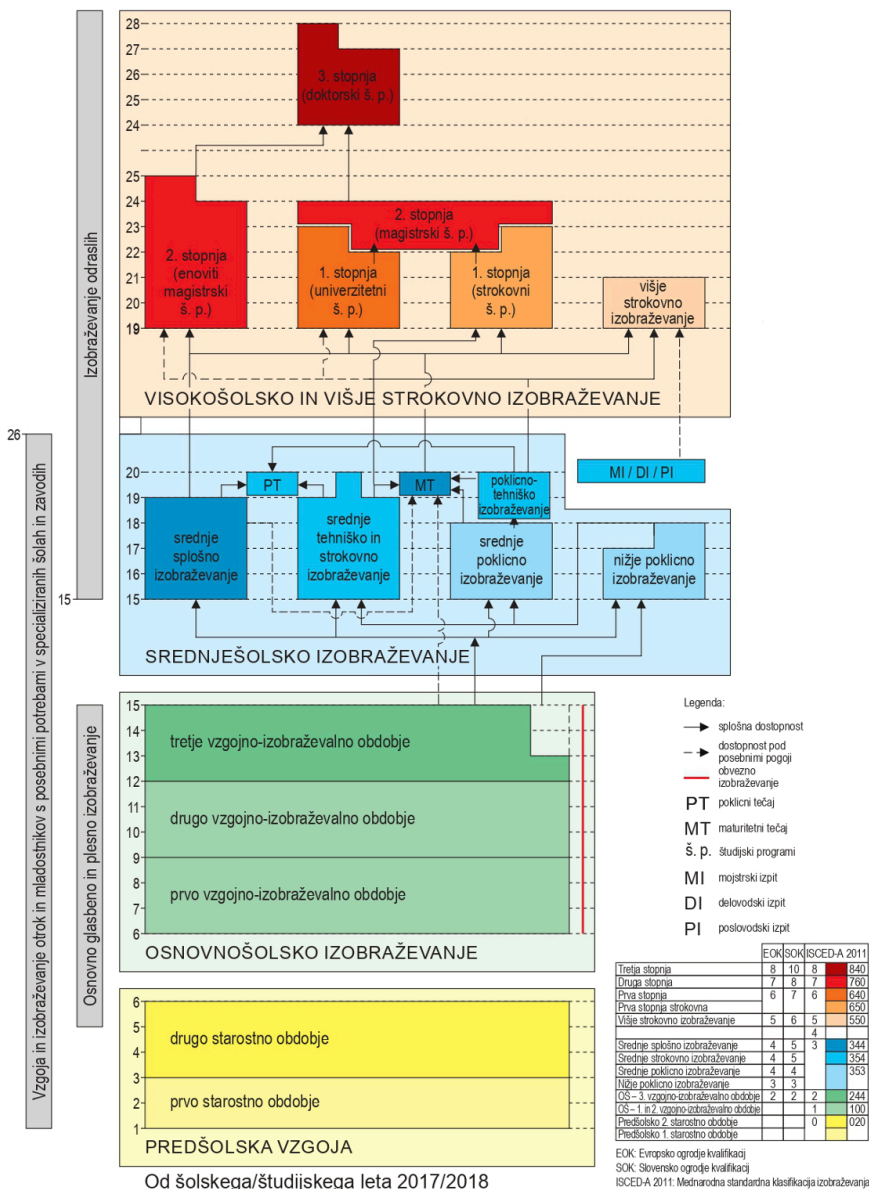 28
27
26
25
24
25
24
23
22
21
20
19
3. stopnja
(doktorski š. p.)
2. stopnja
(enoviti
magistrski
š. p.)
2. stopnja
(magistrski š. p.)
1. stopnja
(univerzitetni
š. p.)
1. stopnja
(strokovni
š. p.)
višje
strokovno
izobraževanje
VISOKOŠOLSKO IN VIŠJE STROKOVNO IZOBRAŽEVANJE
Izobraževanje odraslih
26
15
Vzgoja in izobraževanje otrok in mladostnikov s posebnimi potrebami v specializiranih šolah in zavodih
20
19
18
17
16
15
PT
MT
poklicno-
tehniško
izobraževanje
MI / DI / PI
srednje
splošno
izobraževanje
srednje
tehniško in
strokovno
izobraževanje
srednje
poklicno
izobraževanje
nižje poklicno
izobraževanje
SREDNJEŠOLSKO IZOBRAŽEVANJE
Osnovno glasbeno in plesno izobraževanje
15
14
13
12
11
10
9
8
7
6
tretje vzgojno-izobraževalno obdobje
drugo vzgojno-izobraževalno obdobje
prvo vzgojno-izobraževalno obdobje
OSNOVNOŠOLSKO IZOBRAŽEVANJE
6
5
4
3
2
1
drugo starostno obdobje
prvo starostno obdobje
PREDŠOLSKA VZGOJA
Od šolskega/študijskega leta 2017/2018
Legenda:
splošna dostopnost
dostopnost pod
posebnimi pogoji
obvezno
izobraževanje
PT poklicni tečaj
MT maturitetni tečaj
š. p. študijski programi
MI mojstrski izpit
DI delovodski izpit
PI poslovodski izpit
EOK SOK ISCED-A 2011
Tretja stopnja 8 10 8 840
Druga stopnja 7 8 7 760
Prva stopnja 6 7 6 640
Prva stopnja strokovna 650
Višje strokovno izobraževanje 5 6 5 550
4
Srednje splošno izobraževanje 4 5 3 344
Srednje strokovno izobraževanje 4 5 354
Srednje poklicno izobraževanje 4 4 353
Nižje poklicno izobraževanje 3 3
OŠ – 3. vzgojno-izobraževalno obdobje 2 2 2 244
OŠ – 1. in 2. vzgojno-izobraževalno obdobje 1 100
Predšolsko 2. starostno obdobje 0 020
Predšolsko 1. starostno obdobje
EOK: Evropsko ogrodje kvalifikacij
SOK: Slovensko ogrodje kvalifikacij
ISCED-A 2011: Mednarodna standardna klasifikacija izobraževanja